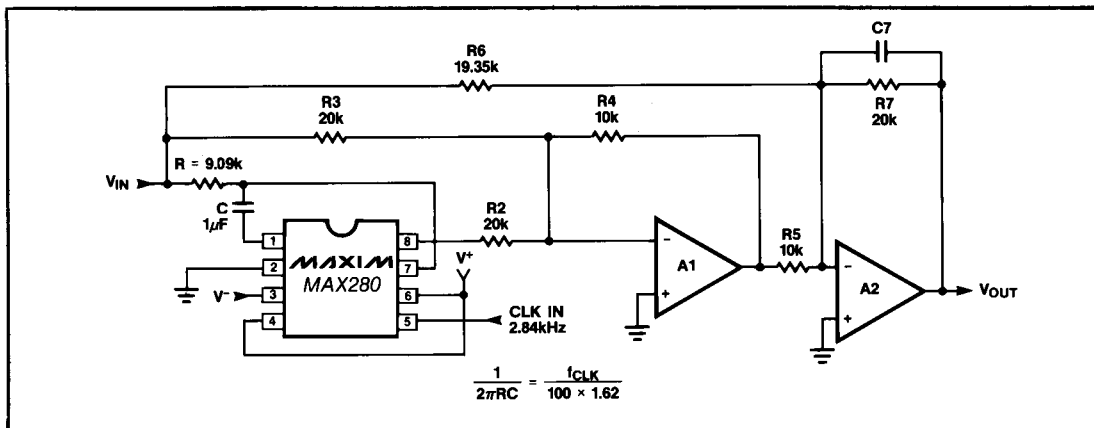 R6
19.35k
C7
R3
20k
R4
10k
R7
20k
R = 9.09k
VIN
C
1µF
R2
20k
V+
1
2
3
4
8
7
6
5
MAXIM
MAX280
V−
CLK IN
2.84kHz
−
A1
+
R5
10k
−
A2
+
VOUT
1/2πRC = fCLK/100 × 1.62